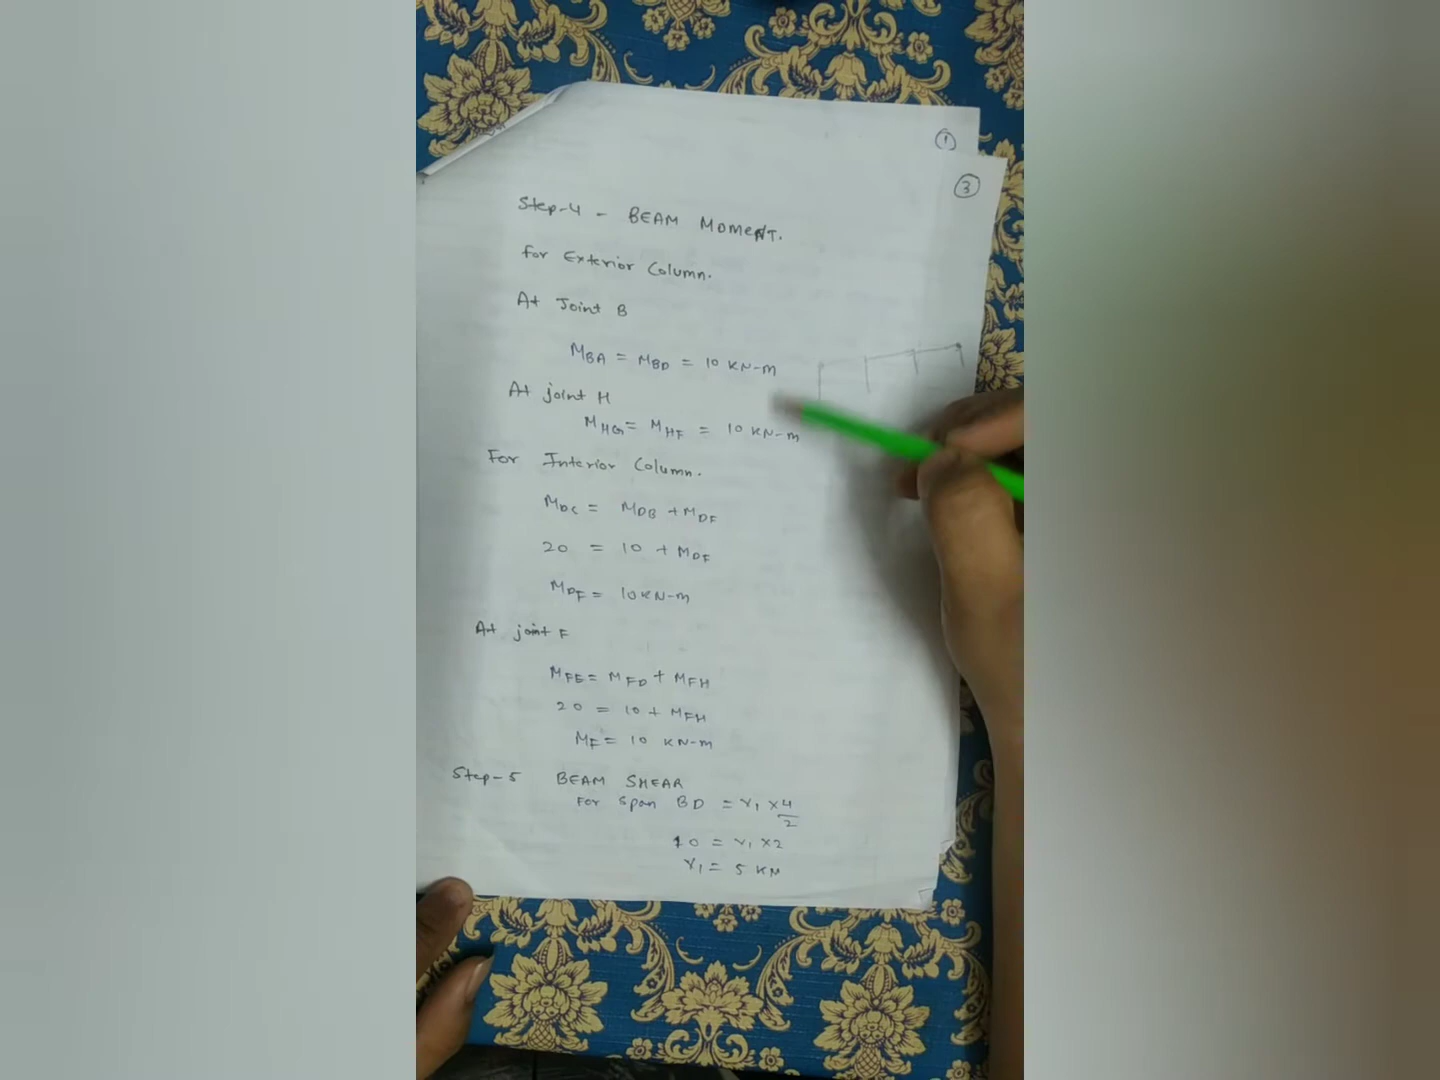 1
3
Step-4 - BEAM MOMENT.
For Exterior Column.
At Joint B
MBA = MBD = 10 KN-m
At joint H
MHG = MHF = 10 KN-m
For Interior Column.
MDC = MDB + MDF
20 = 10 + MDF
MDF = 10 KN-m
At joint F
MFE = MFD + MFH
20 = 10 + MFH
MF = 10 KN-m
Step-5 BEAM SHEAR
For Span BD = V1 × 4/2
10 = V1 × 2
V1 = 5 KN